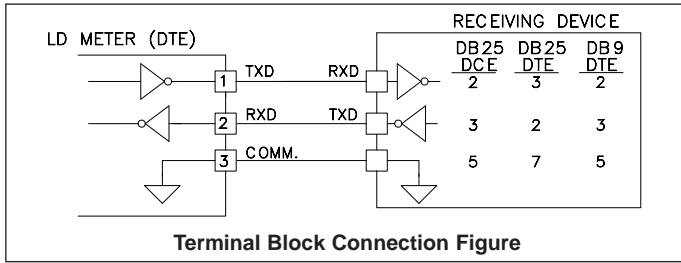 RECEIVING DEVICE
LD METER (DTE)
DB25 DB25 DB9
DCE DTE DTE
1 TXD RXD 2 3 2
2 RXD TXD 3 2 3
3 COMM. 5 7 5
Terminal Block Connection Figure